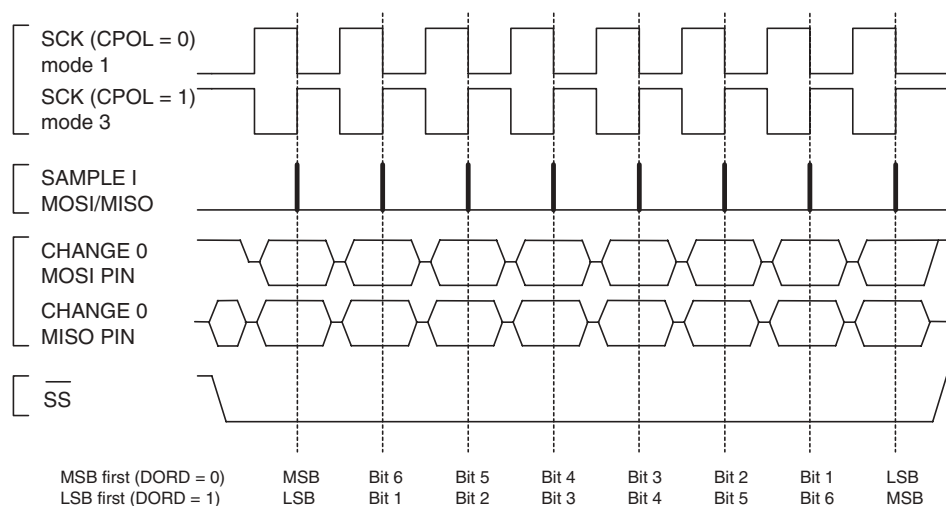 SCK (CPOL = 0)
mode 1
SCK (CPOL = 1)
mode 3
SAMPLE I
MOSI/MISO
CHANGE 0
MOSI PIN
CHANGE 0
MISO PIN
SS
MSB first (DORD = 0) MSB Bit 6 Bit 5 Bit 4 Bit 3 Bit 2 Bit 1 LSB
LSB first (DORD = 1) LSB Bit 1 Bit 2 Bit 3 Bit 4 Bit 5 Bit 6 MSB